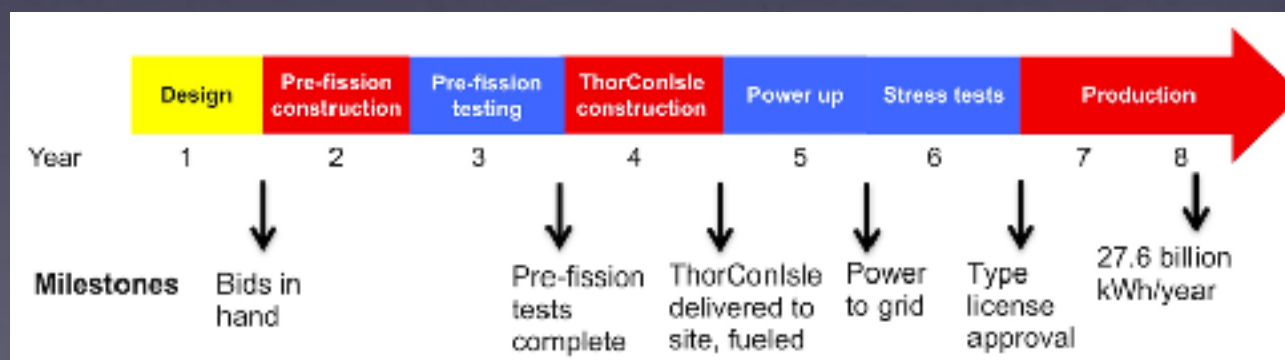 Design
Pre-fission
construction
Pre-fission
testing
ThorConIsle
construction
Power up
Stress tests
Production
Year 1 2 3 4 5 6 7 8
Milestones
Bids in
hand
Pre-fission
tests
complete
ThorConIsle
delivered to
site, fueled
Power
to grid
Type
license
approval
27.6 billion
kWh/year